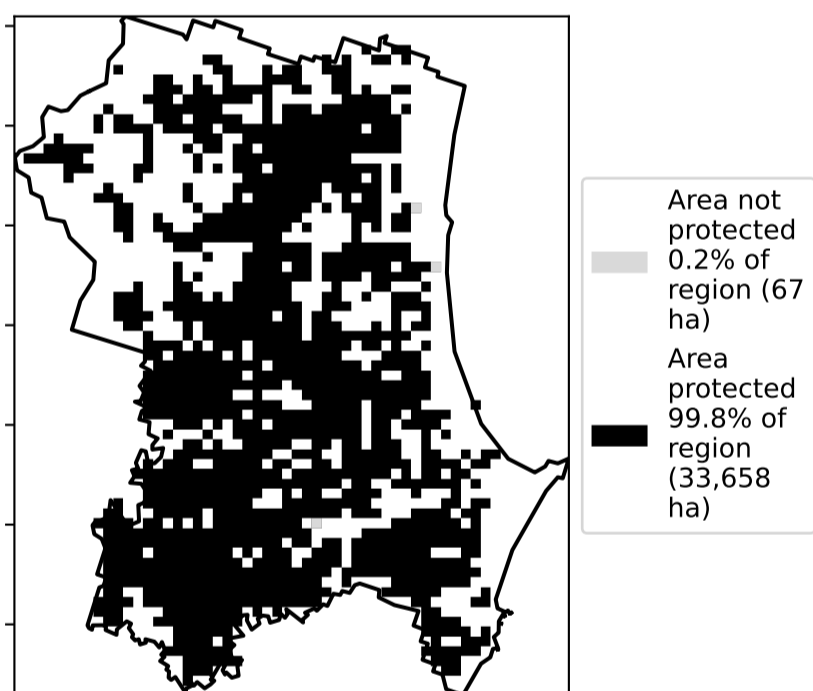 Area not
protected
0.2% of
region (67
ha)
Area
protected
99.8% of
region
(33,658
ha)